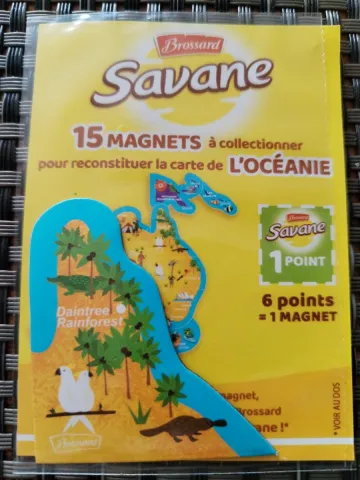 Brossard
Savane
15 MAGNETS à collectionner
pour reconstituer la carte de L'OCÉANIE
Brossard
Savane
1 POINT
6 points
= 1 MAGNET
Daintree
Rainforest
magnet,
Brossard
ane !*
* VOIR AU DOS
Brossard